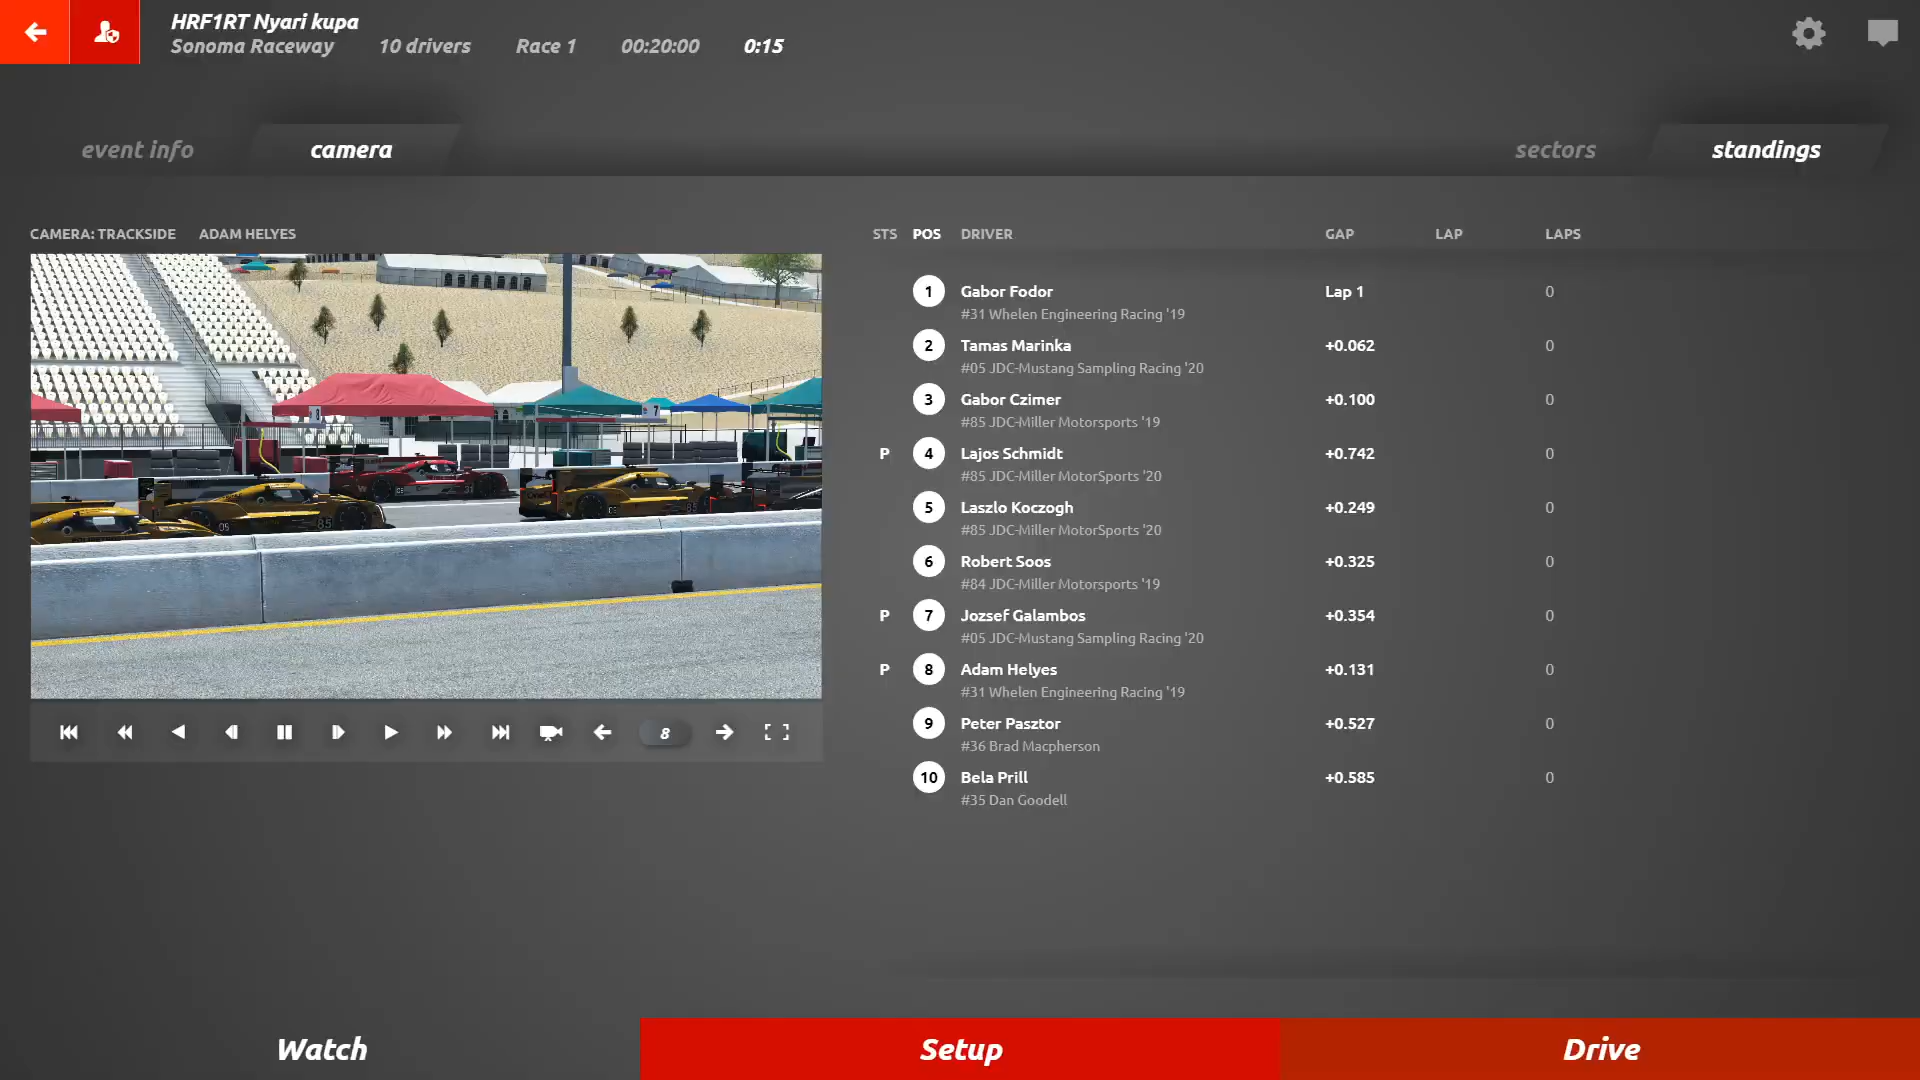 HRF1RT Nyari kupa
Sonoma Raceway 10 drivers Race 1 00:20:00 0:15
event info camera sectors standings
CAMERA: TRACKSIDE ADAM HELYES
STS POS DRIVER GAP LAP LAPS
1 Gabor Fodor Lap 1 0
#31 Whelen Engineering Racing '19
2 Tamas Marinka +0.062 0
#05 JDC-Mustang Sampling Racing '20
3 Gabor Czimer +0.100 0
#85 JDC-Miller Motorsports '19
P 4 Lajos Schmidt +0.742 0
#85 JDC-Miller MotorSports '20
5 Laszlo Koczogh +0.249 0
#85 JDC-Miller MotorSports '20
6 Robert Soos +0.325 0
#84 JDC-Miller Motorsports '19
P 7 Jozsef Galambos +0.354 0
#05 JDC-Mustang Sampling Racing '20
P 8 Adam Helyes +0.131 0
#31 Whelen Engineering Racing '19
9 Peter Pasztor +0.527 0
#36 Brad Macpherson
10 Bela Prill +0.585 0
#35 Dan Goodell
8 7
85 85
8
Watch Setup Drive